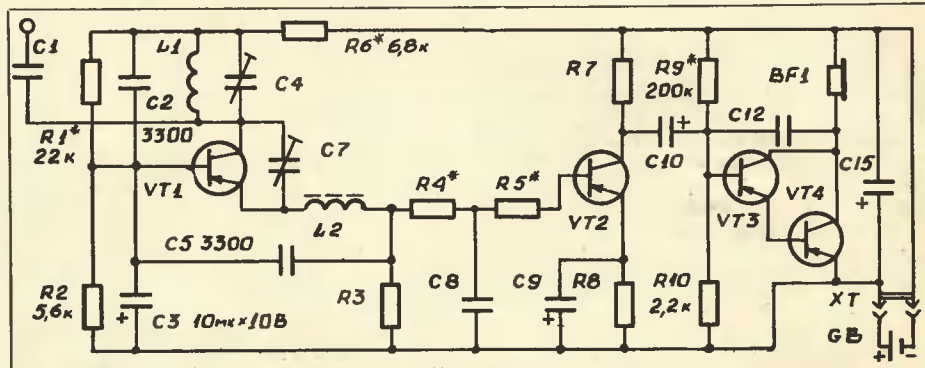 C1
L1
R6* 6,8к
C2
C4
R7
R9*
200к
BF1
R1*
22к
3300
C7
C10
C12
C15
VT1
R4*
R5*
VT2
VT3
VT4
L2
C5 3300
R2
5,6к
C3 10мк×10В
R3
C8
C9
R8
R10
2,2к
XT
GB
+
-